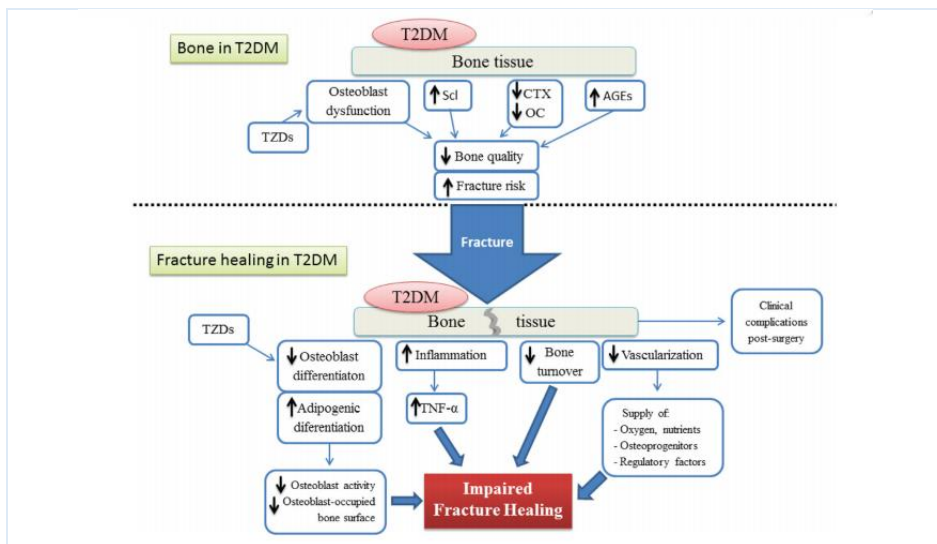 T2DM
Bone in T2DM
Bone tissue
Osteoblast
dysfunction
Scl
CTX
OC
AGEs
TZDs
Bone quality
Fracture risk
Fracture
Fracture healing in T2DM
T2DM
Bone tissue
Clinical
complications
post-surgery
TZDs
Osteoblast
differentiaton
Inflammation
Bone
turnover
Vascularization
Adipogenic
diferentiation
TNF-α
Supply of:
- Oxygen, nutrients
- Osteoprogenitors
- Regulatory factors
Osteoblast activity
Osteoblast-occupied
bone surface
Impaired
Fracture Healing